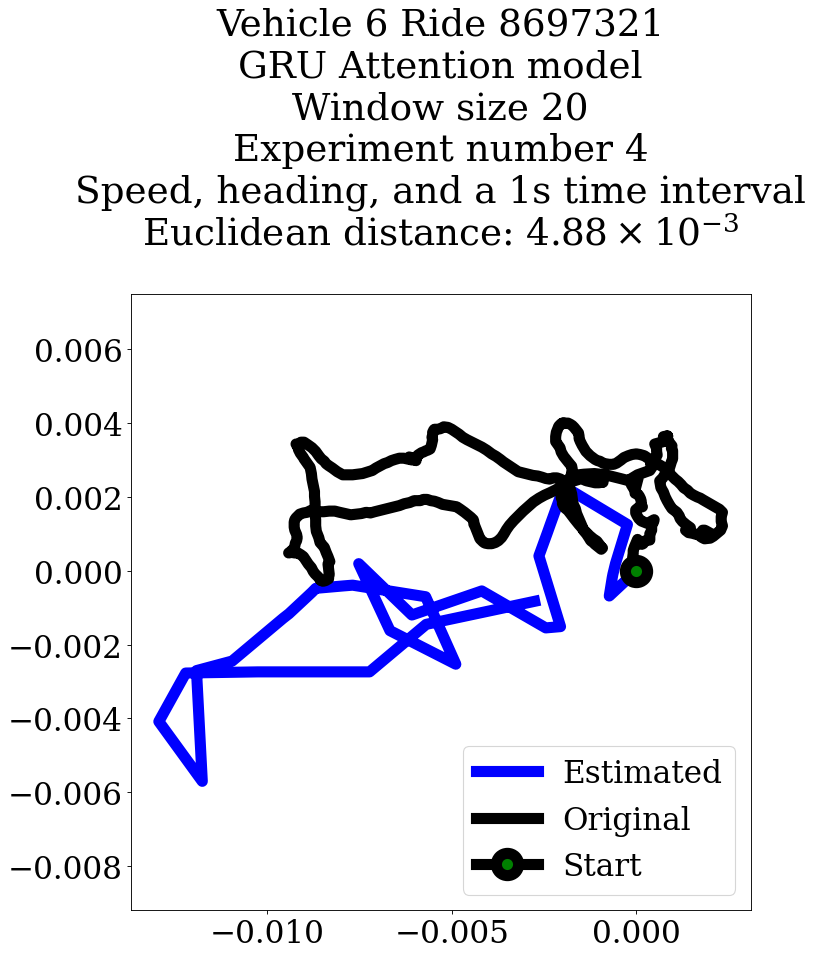 Vehicle 6 Ride 8697321
GRU Attention model
Window size 20
Experiment number 4
Speed, heading, and a 1s time interval
Euclidean distance: 4.88 × 10⁻³
0.006
0.004
0.002
0.000
−0.002
−0.004
−0.006
−0.008
Estimated
Original
Start
−0.010 −0.005 0.000